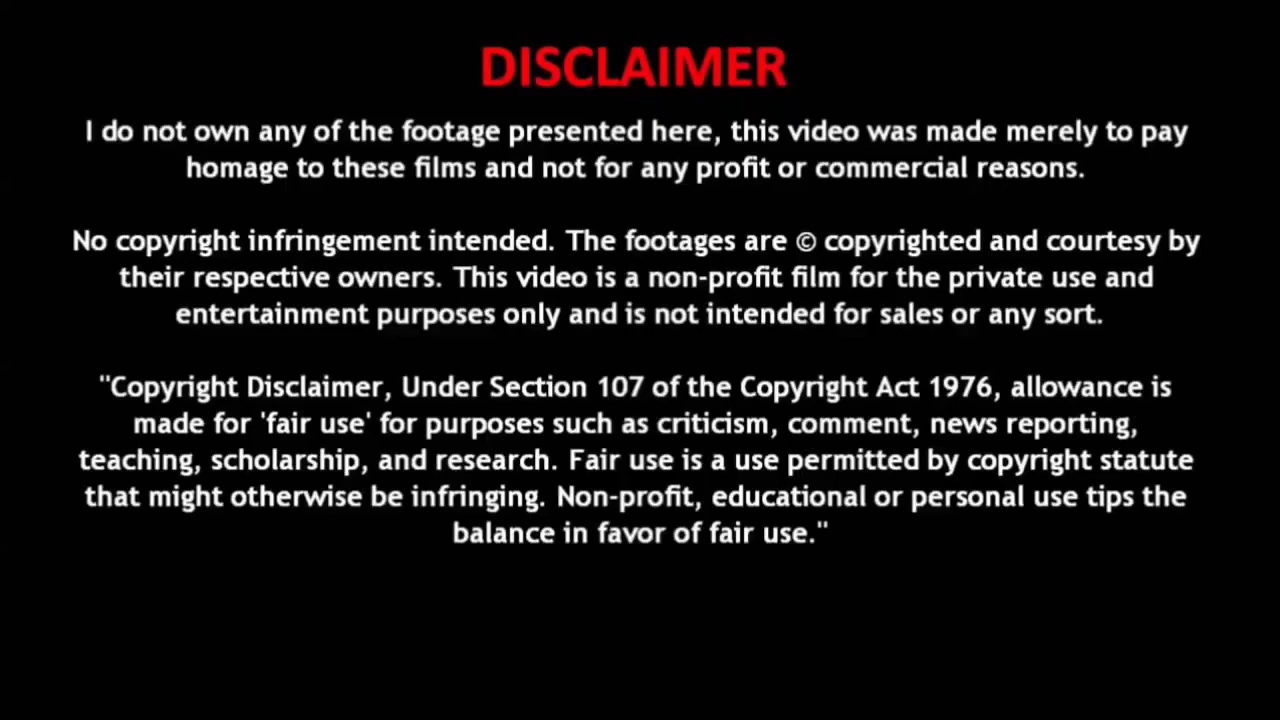 DISCLAIMER
I do not own any of the footage presented here, this video was made merely to pay
homage to these films and not for any profit or commercial reasons.
No copyright infringement intended. The footages are © copyrighted and courtesy by
their respective owners. This video is a non-profit film for the private use and
entertainment purposes only and is not intended for sales or any sort.
"Copyright Disclaimer, Under Section 107 of the Copyright Act 1976, allowance is
made for 'fair use' for purposes such as criticism, comment, news reporting,
teaching, scholarship, and research. Fair use is a use permitted by copyright statute
that might otherwise be infringing. Non-profit, educational or personal use tips the
balance in favor of fair use."